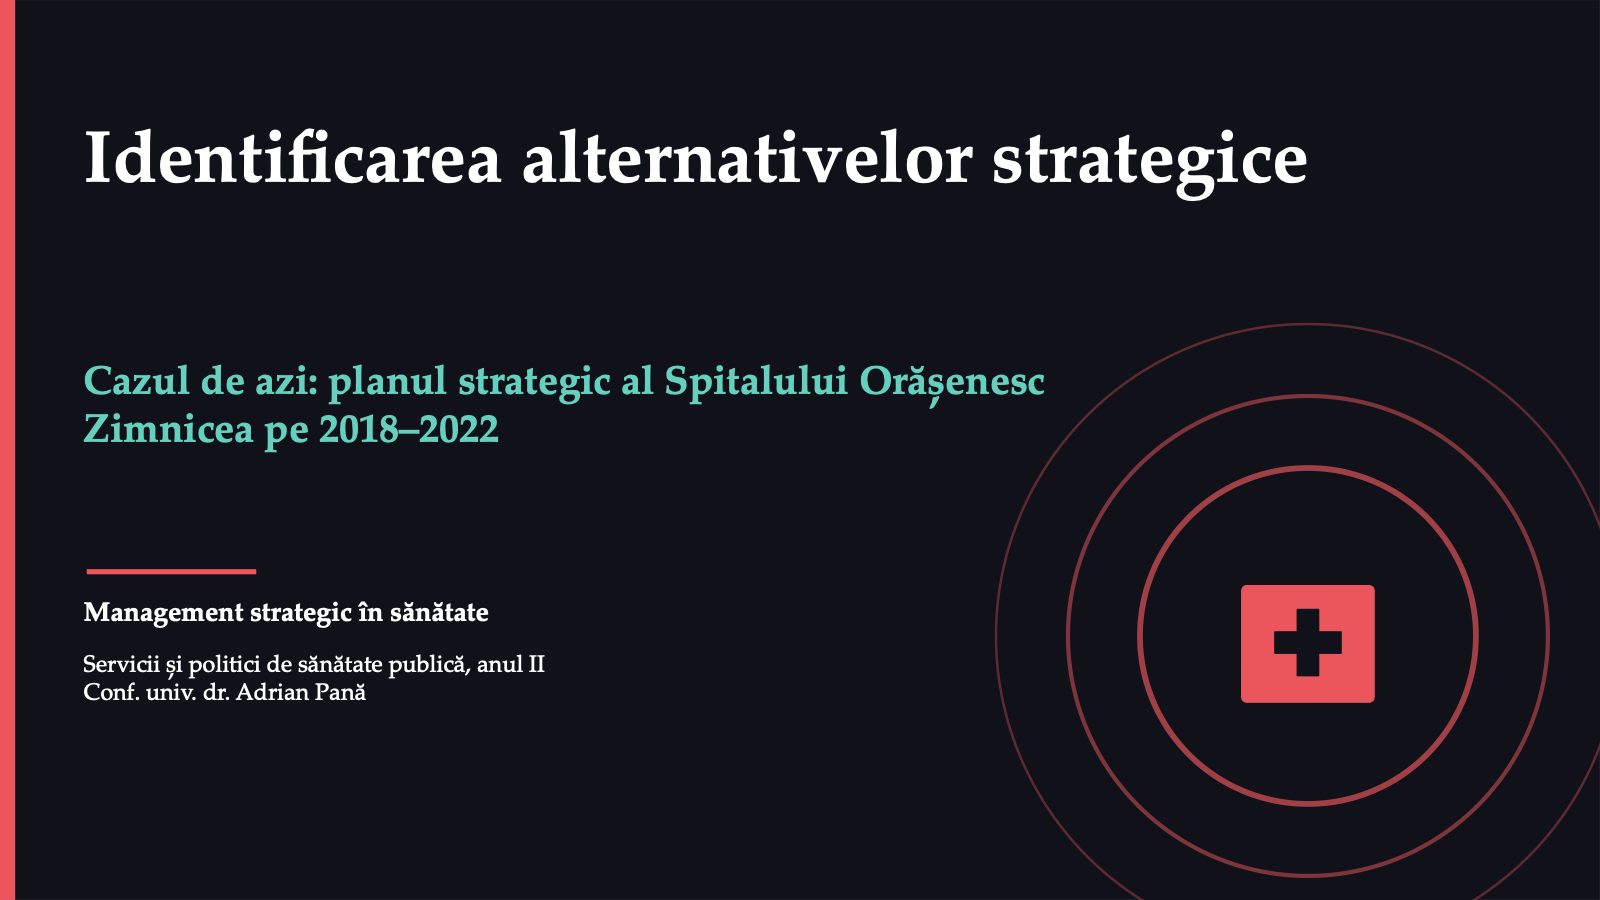 Identificarea alternativelor strategice
Cazul de azi: planul strategic al Spitalului Orășenesc
Zimnicea pe 2018–2022
Management strategic în sănătate
Servicii și politici de sănătate publică, anul II
Conf. univ. dr. Adrian Pană